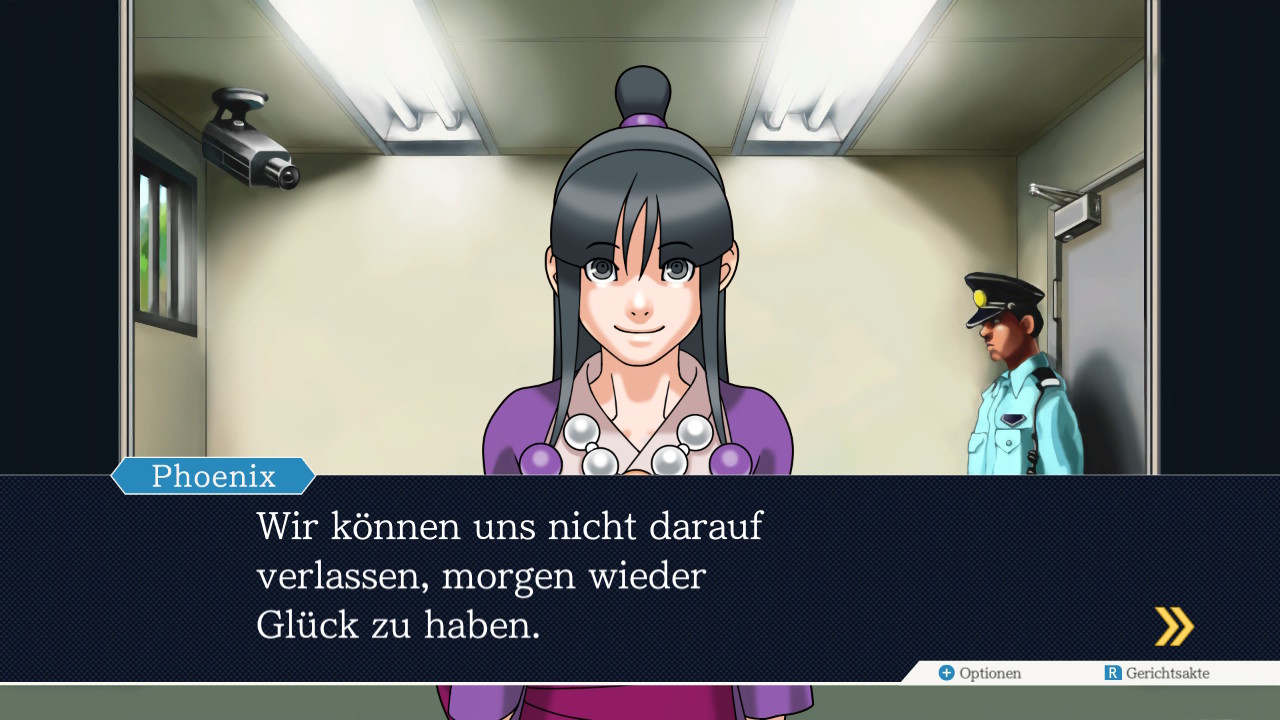 Phoenix
Wir können uns nicht darauf
verlassen, morgen wieder
Glück zu haben.
+ Optionen
R Gerichtsakte